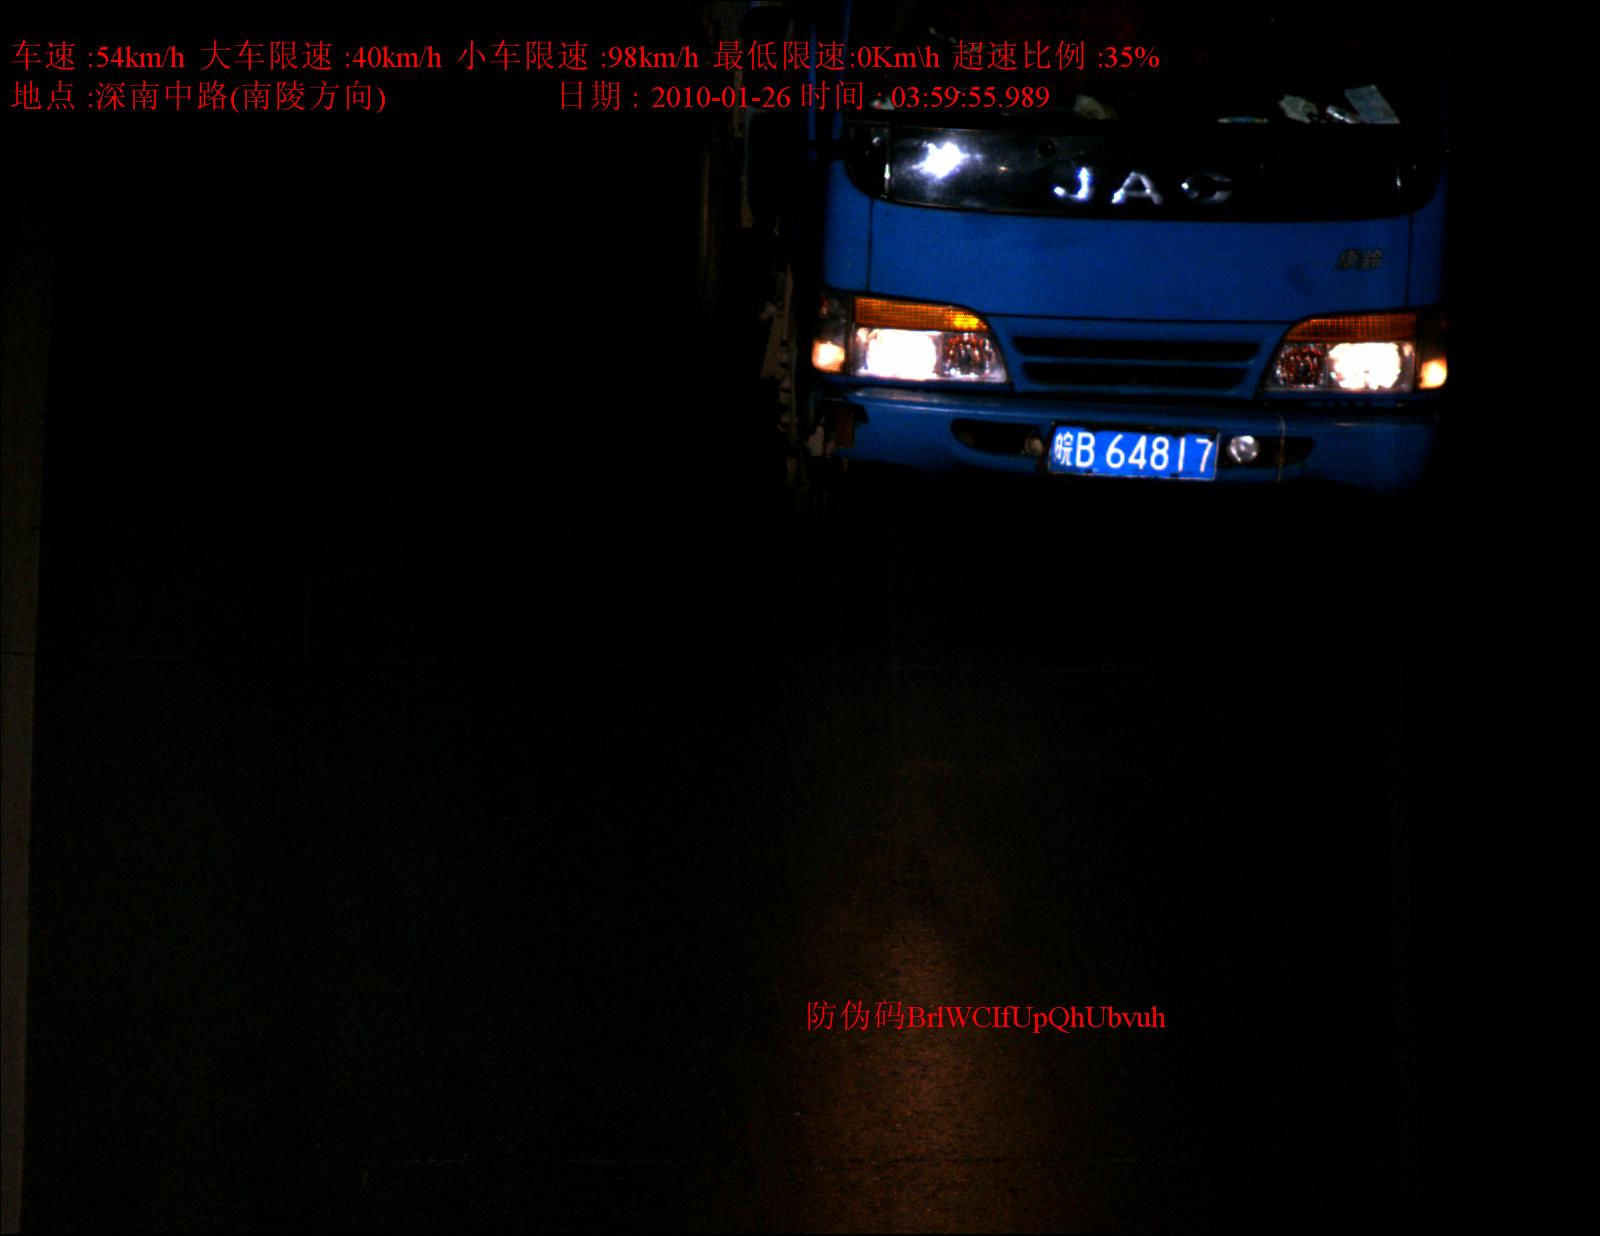 车速:54km/h 大车限速:40km/h 小车限速:98km/h 最低限速:0Km\h 超速比例:35%
地点:深南中路(南陵方向) 日期: 2010-01-26 时间: 03:59:55.989
JAC
康铃
皖B 64817
防伪码BrlWCIfUpQhUbvuh